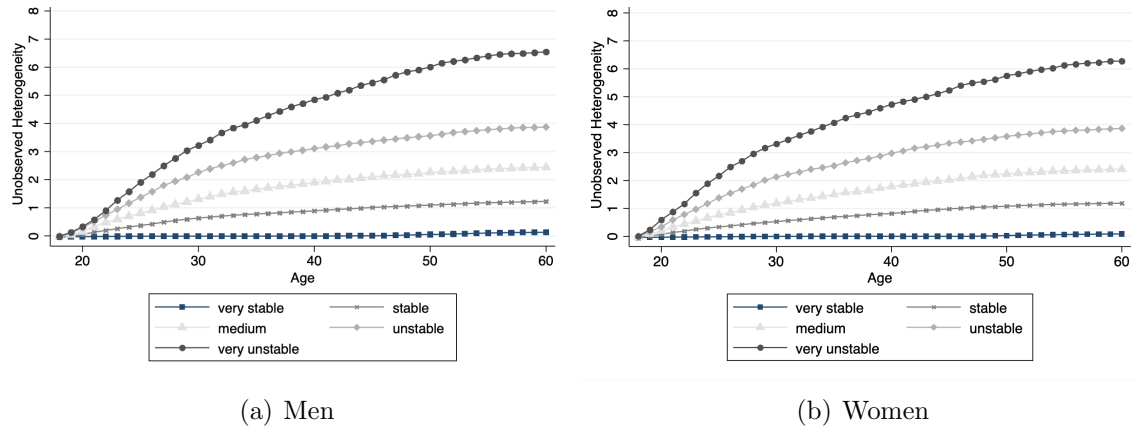 Unobserved Heterogeneity
8
7
6
5
4
3
2
1
0
20 30 40 50 60
Age
very stable stable
medium unstable
very unstable
(a) Men
Unobserved Heterogeneity
8
7
6
5
4
3
2
1
0
20 30 40 50 60
Age
very stable stable
medium unstable
very unstable
(b) Women